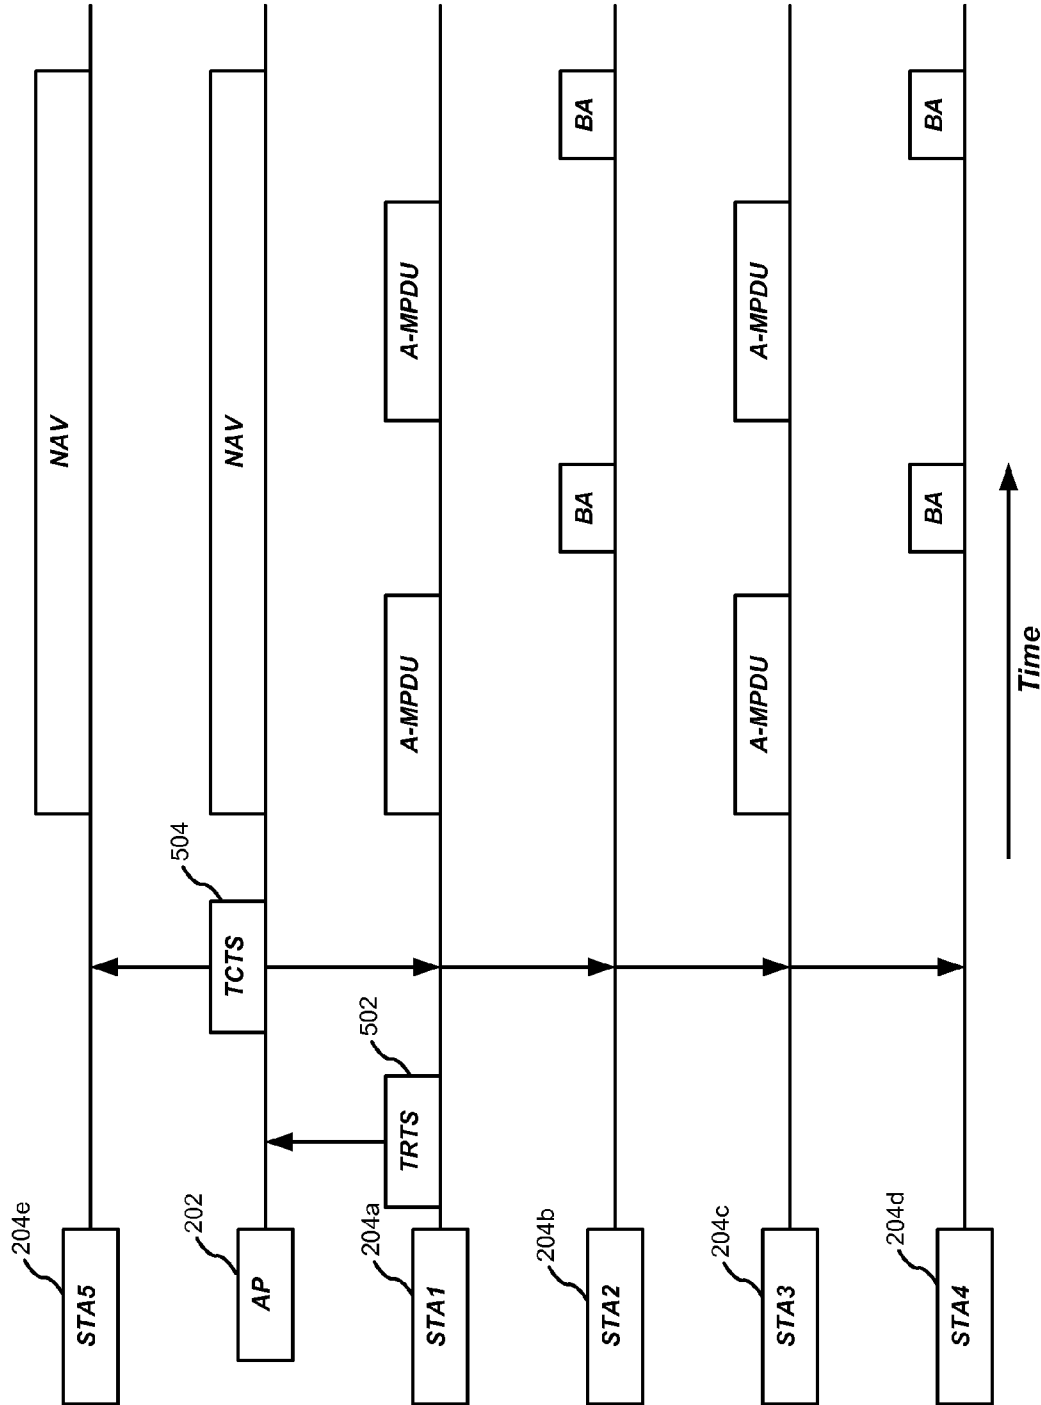 204e
STA5
NAV
202
AP
504
TCTS
NAV
204a
STA1
502
TRTS
A-MPDU
A-MPDU
204b
STA2
BA
BA
204c
STA3
A-MPDU
A-MPDU
204d
STA4
BA
BA
Time